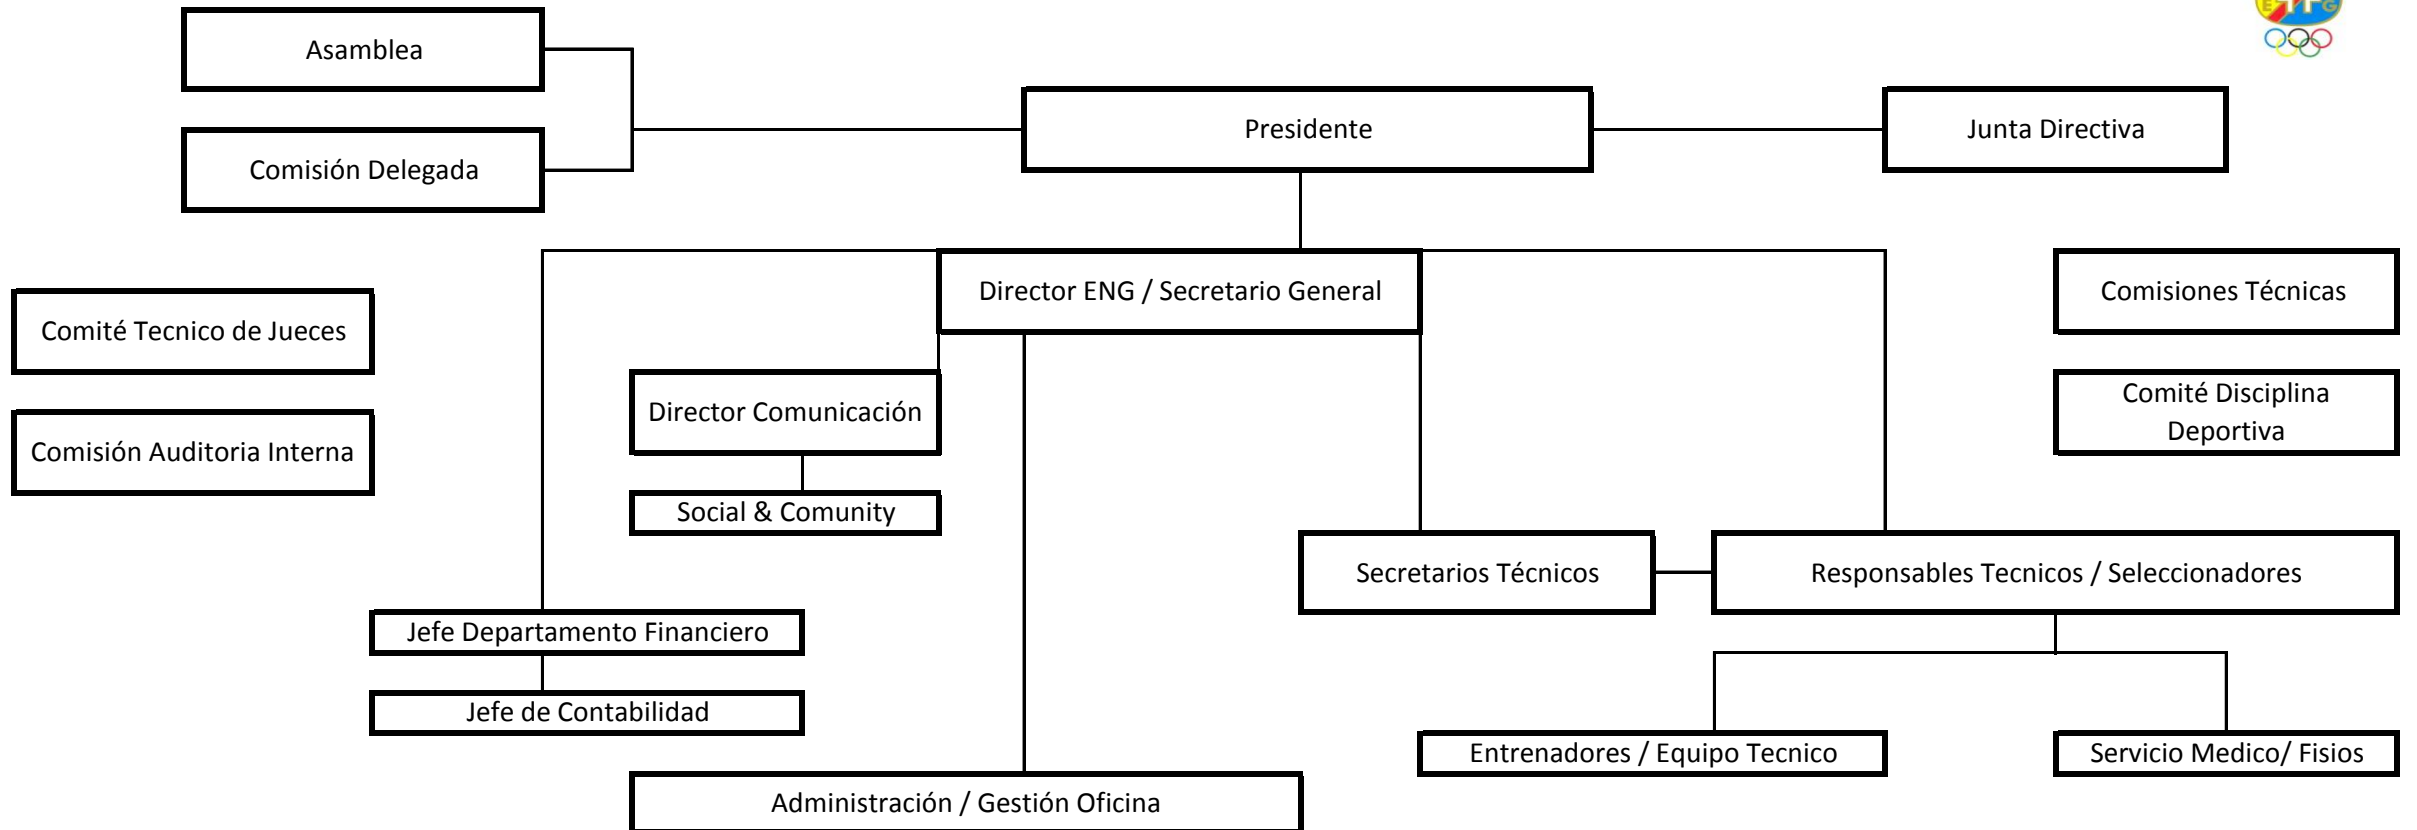 Asamblea
Comisión Delegada
Presidente
Junta Directiva
Director ENG / Secretario General
Comisiones Técnicas
Comité Tecnico de Jueces
Director Comunicación
Comité Disciplina
Deportiva
Comisión Auditoria Interna
Social & Comunity
Secretarios Técnicos
Responsables Tecnicos / Seleccionadores
Jefe Departamento Financiero
Jefe de Contabilidad
Entrenadores / Equipo Tecnico
Servicio Medico/ Fisios
Administración / Gestión Oficina